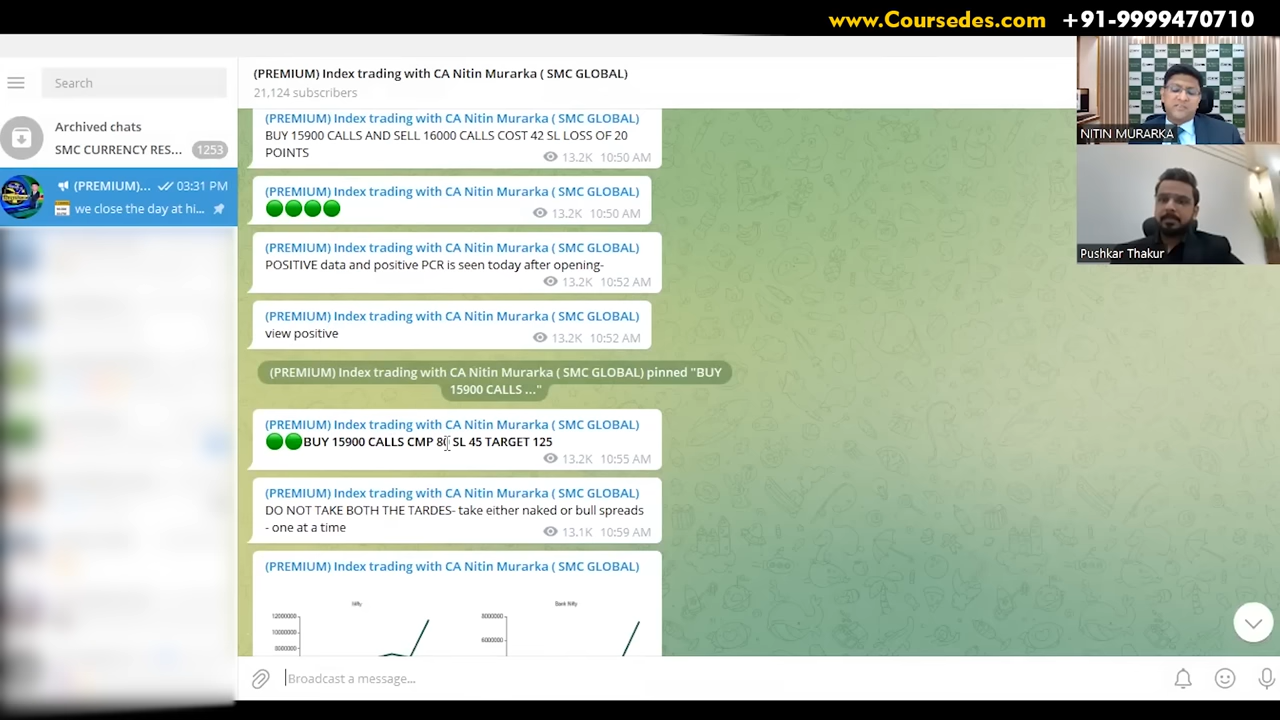 www.Coursedes.com +91-9999470710
Search
(PREMIUM) Index trading with CA Nitin Murarka ( SMC GLOBAL)
21,124 subscribers
Archived chats
SMC CURRENCY RES... 1253
(PREMIUM)... 03:31 PM
we close the day at hi...
(PREMIUM) Index trading with CA Nitin Murarka ( SMC GLOBAL)
BUY 15900 CALLS AND SELL 16000 CALLS COST 42 SL LOSS OF 20
POINTS
13.2K 10:50 AM
(PREMIUM) Index trading with CA Nitin Murarka ( SMC GLOBAL)
13.2K 10:50 AM
(PREMIUM) Index trading with CA Nitin Murarka ( SMC GLOBAL)
POSITIVE data and positive PCR is seen today after opening-
13.2K 10:52 AM
(PREMIUM) Index trading with CA Nitin Murarka ( SMC GLOBAL)
view positive
13.2K 10:52 AM
(PREMIUM) Index trading with CA Nitin Murarka ( SMC GLOBAL) pinned "BUY
15900 CALLS ..."
(PREMIUM) Index trading with CA Nitin Murarka ( SMC GLOBAL)
BUY 15900 CALLS CMP SL 45 TARGET 125
13.2K 10:55 AM
(PREMIUM) Index trading with CA Nitin Murarka ( SMC GLOBAL)
DO NOT TAKE BOTH THE TARDES- take either naked or bull spreads
- one at a time
13.1K 10:59 AM
(PREMIUM) Index trading with CA Nitin Murarka ( SMC GLOBAL)
Nifty
Bank Nifty
12000000
10000000
8000000
8000000
6000000
Broadcast a message...
NITIN MURARKA
Pushkar Thakur